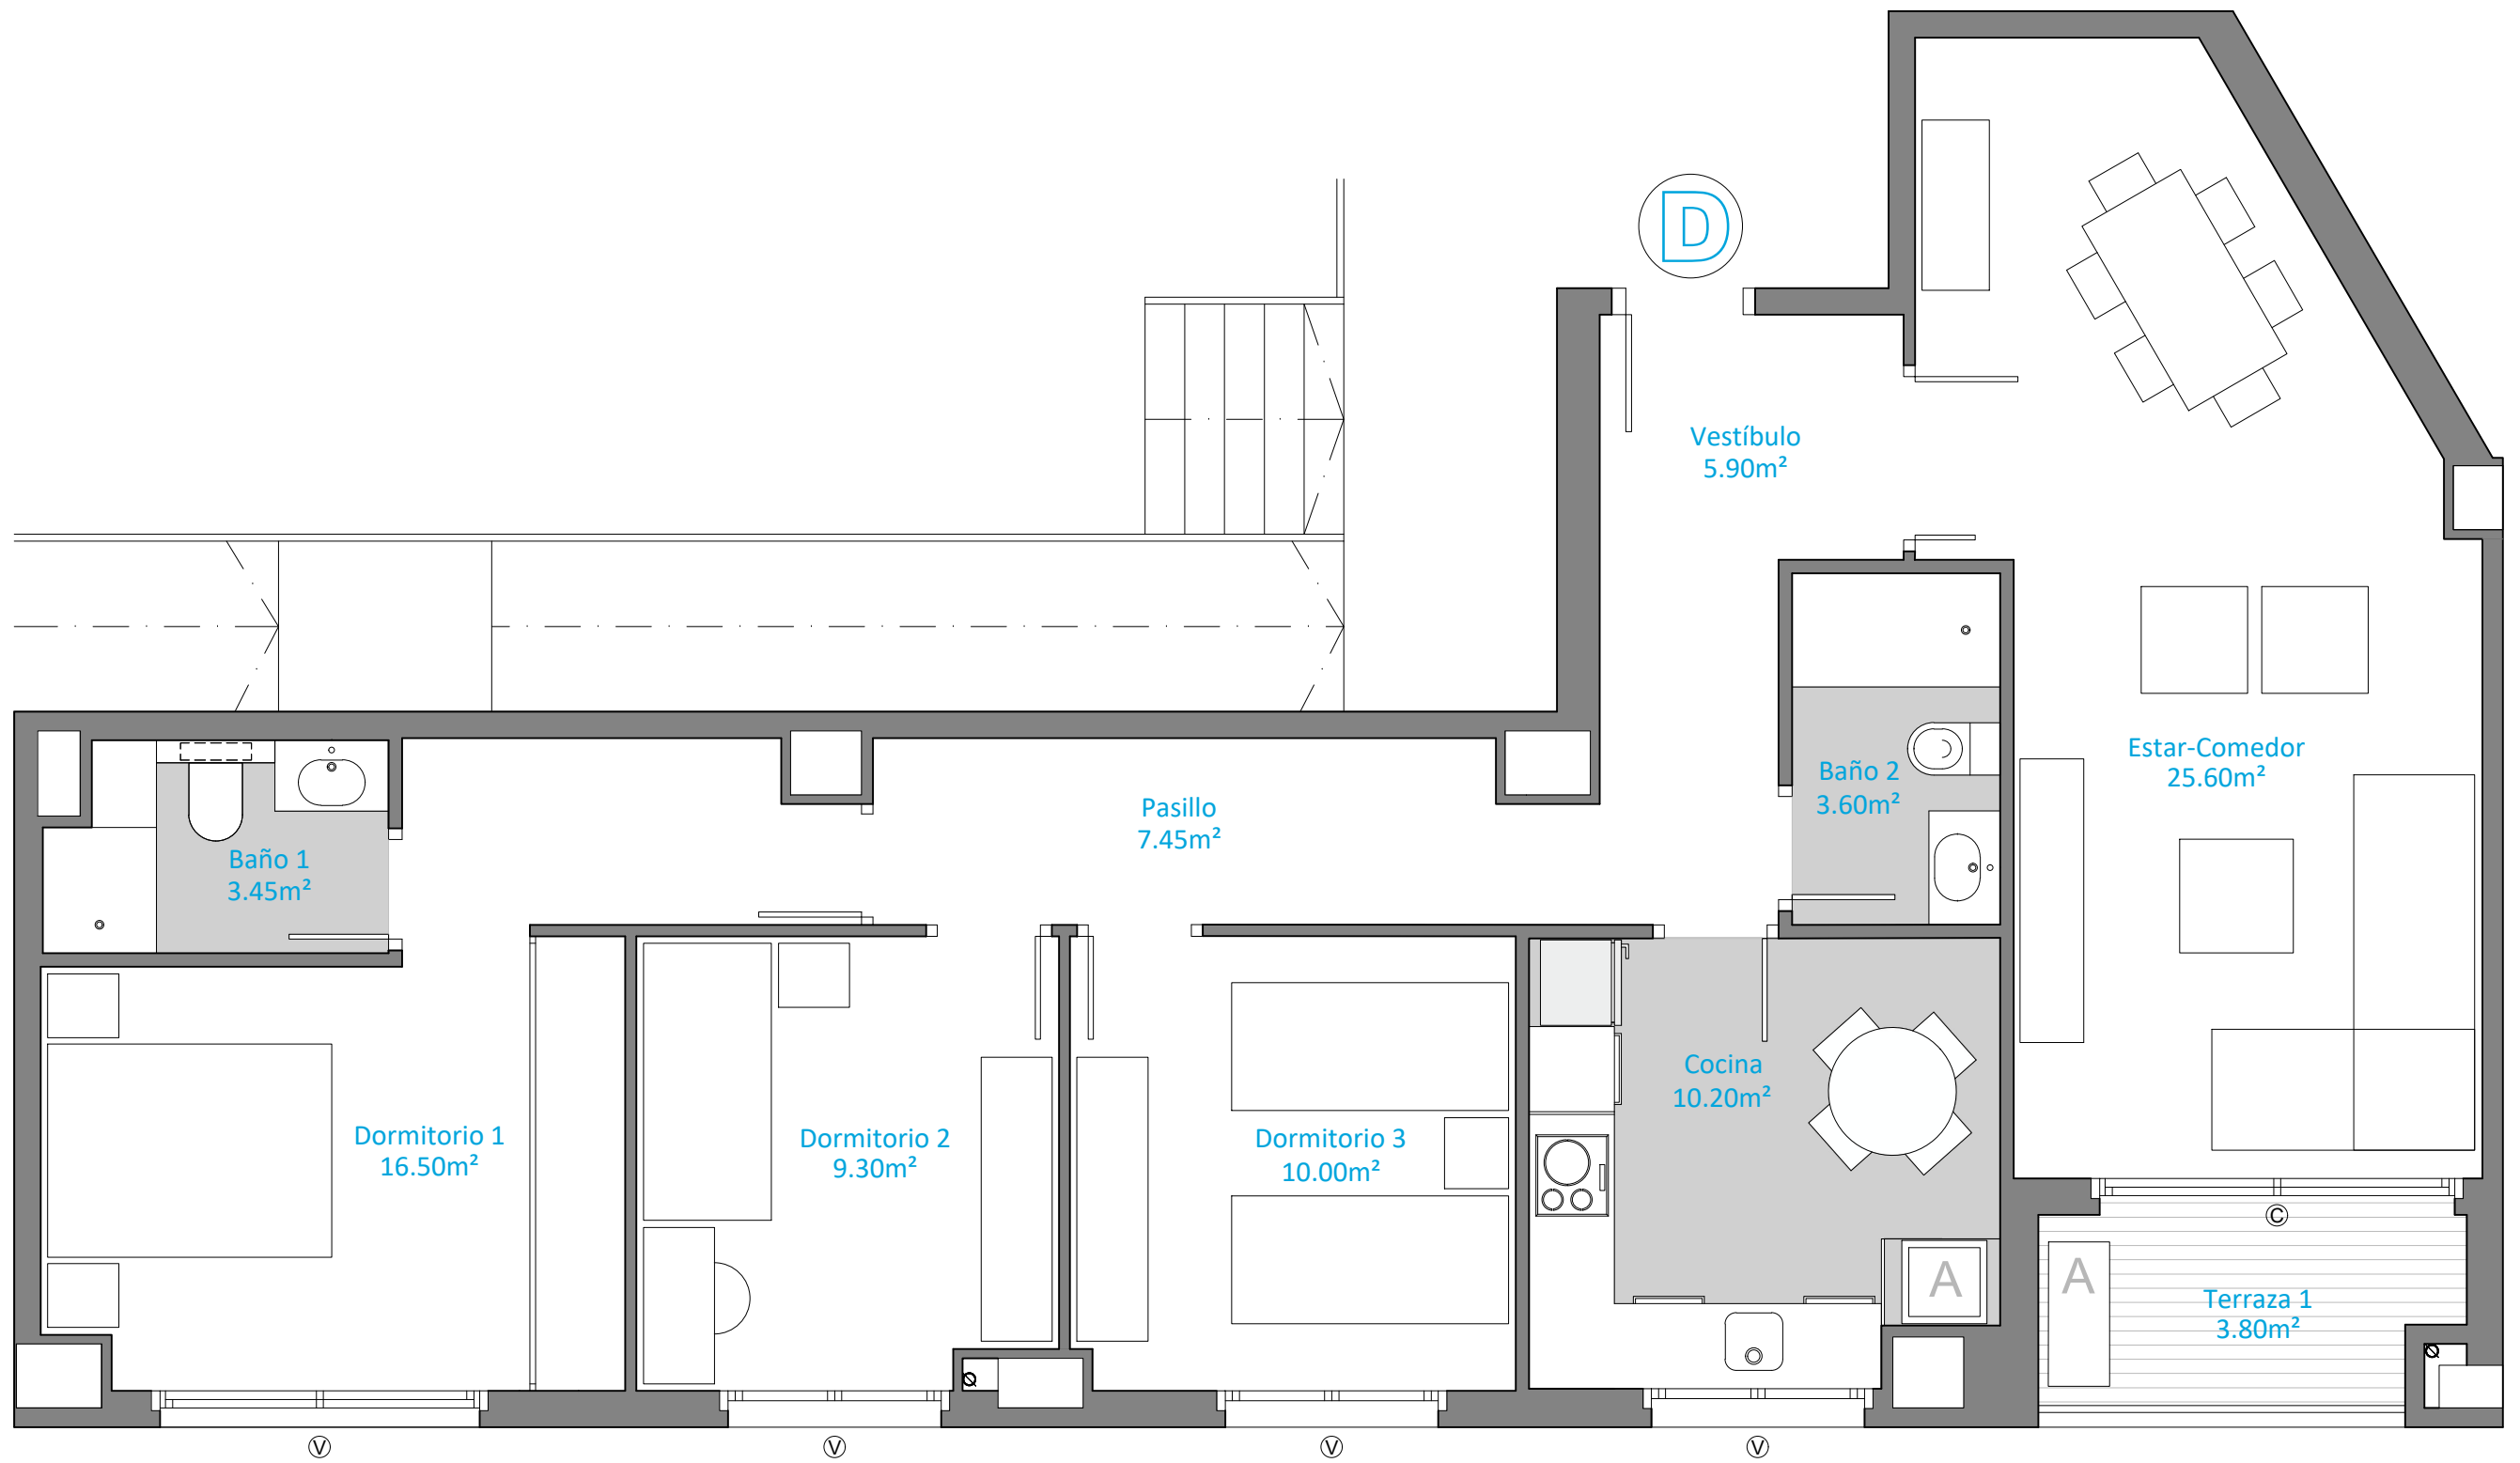 D
Vestíbulo
5.90m²
Estar-Comedor
25.60m²
Baño 2
3.60m²
Pasillo
7.45m²
Baño 1
3.45m²
Cocina
10.20m²
Dormitorio 1
16.50m²
Dormitorio 2
9.30m²
Dormitorio 3
10.00m²
C
A
A
Terraza 1
3.80m²
V
V
V
V